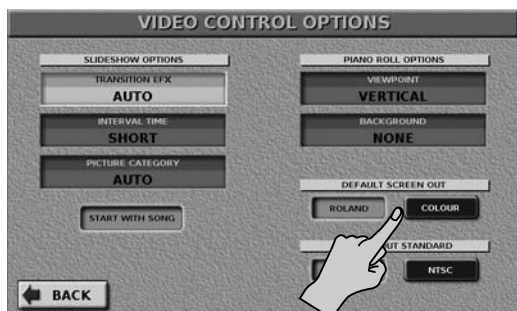 VIDEO CONTROL OPTIONS
SLIDESHOW OPTIONS
TRANSITION EFX
AUTO
INTERVAL TIME
SHORT
PICTURE CATEGORY
AUTO
START WITH SONG
PIANO ROLL OPTIONS
VIEWPOINT
VERTICAL
BACKGROUND
NONE
DEFAULT SCREEN OUT
ROLAND
COLOUR
STANDARD
NTSC
BACK